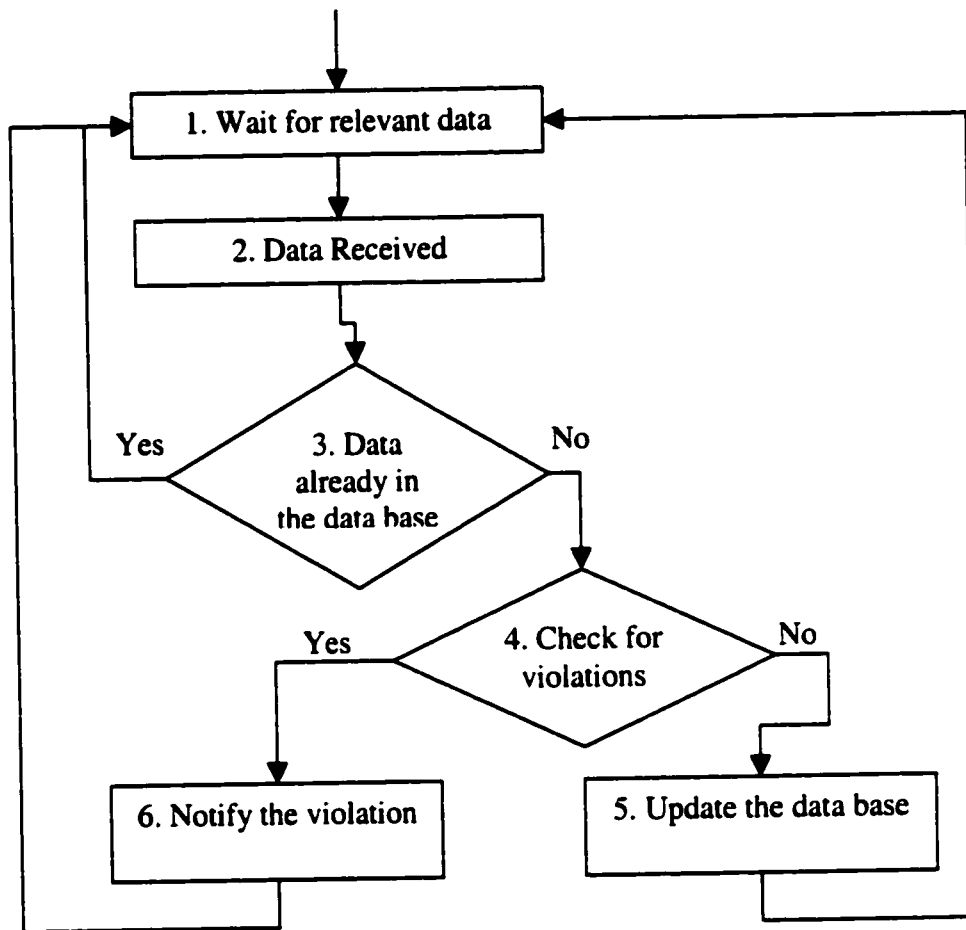 1. Wait for relevant data
2. Data Received
Yes
No
3. Data
already in
the data base
Yes
No
4. Check for
violations
6. Notify the violation
5. Update the data base